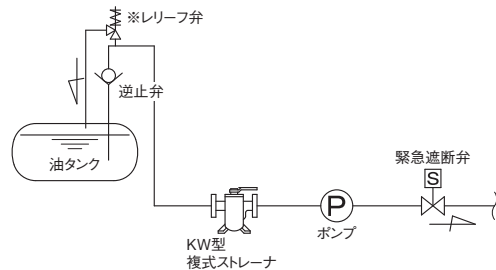 ※レリーフ弁
逆止弁
油タンク
緊急遮断弁
S
P
ポンプ
KW型
複式ストレーナ